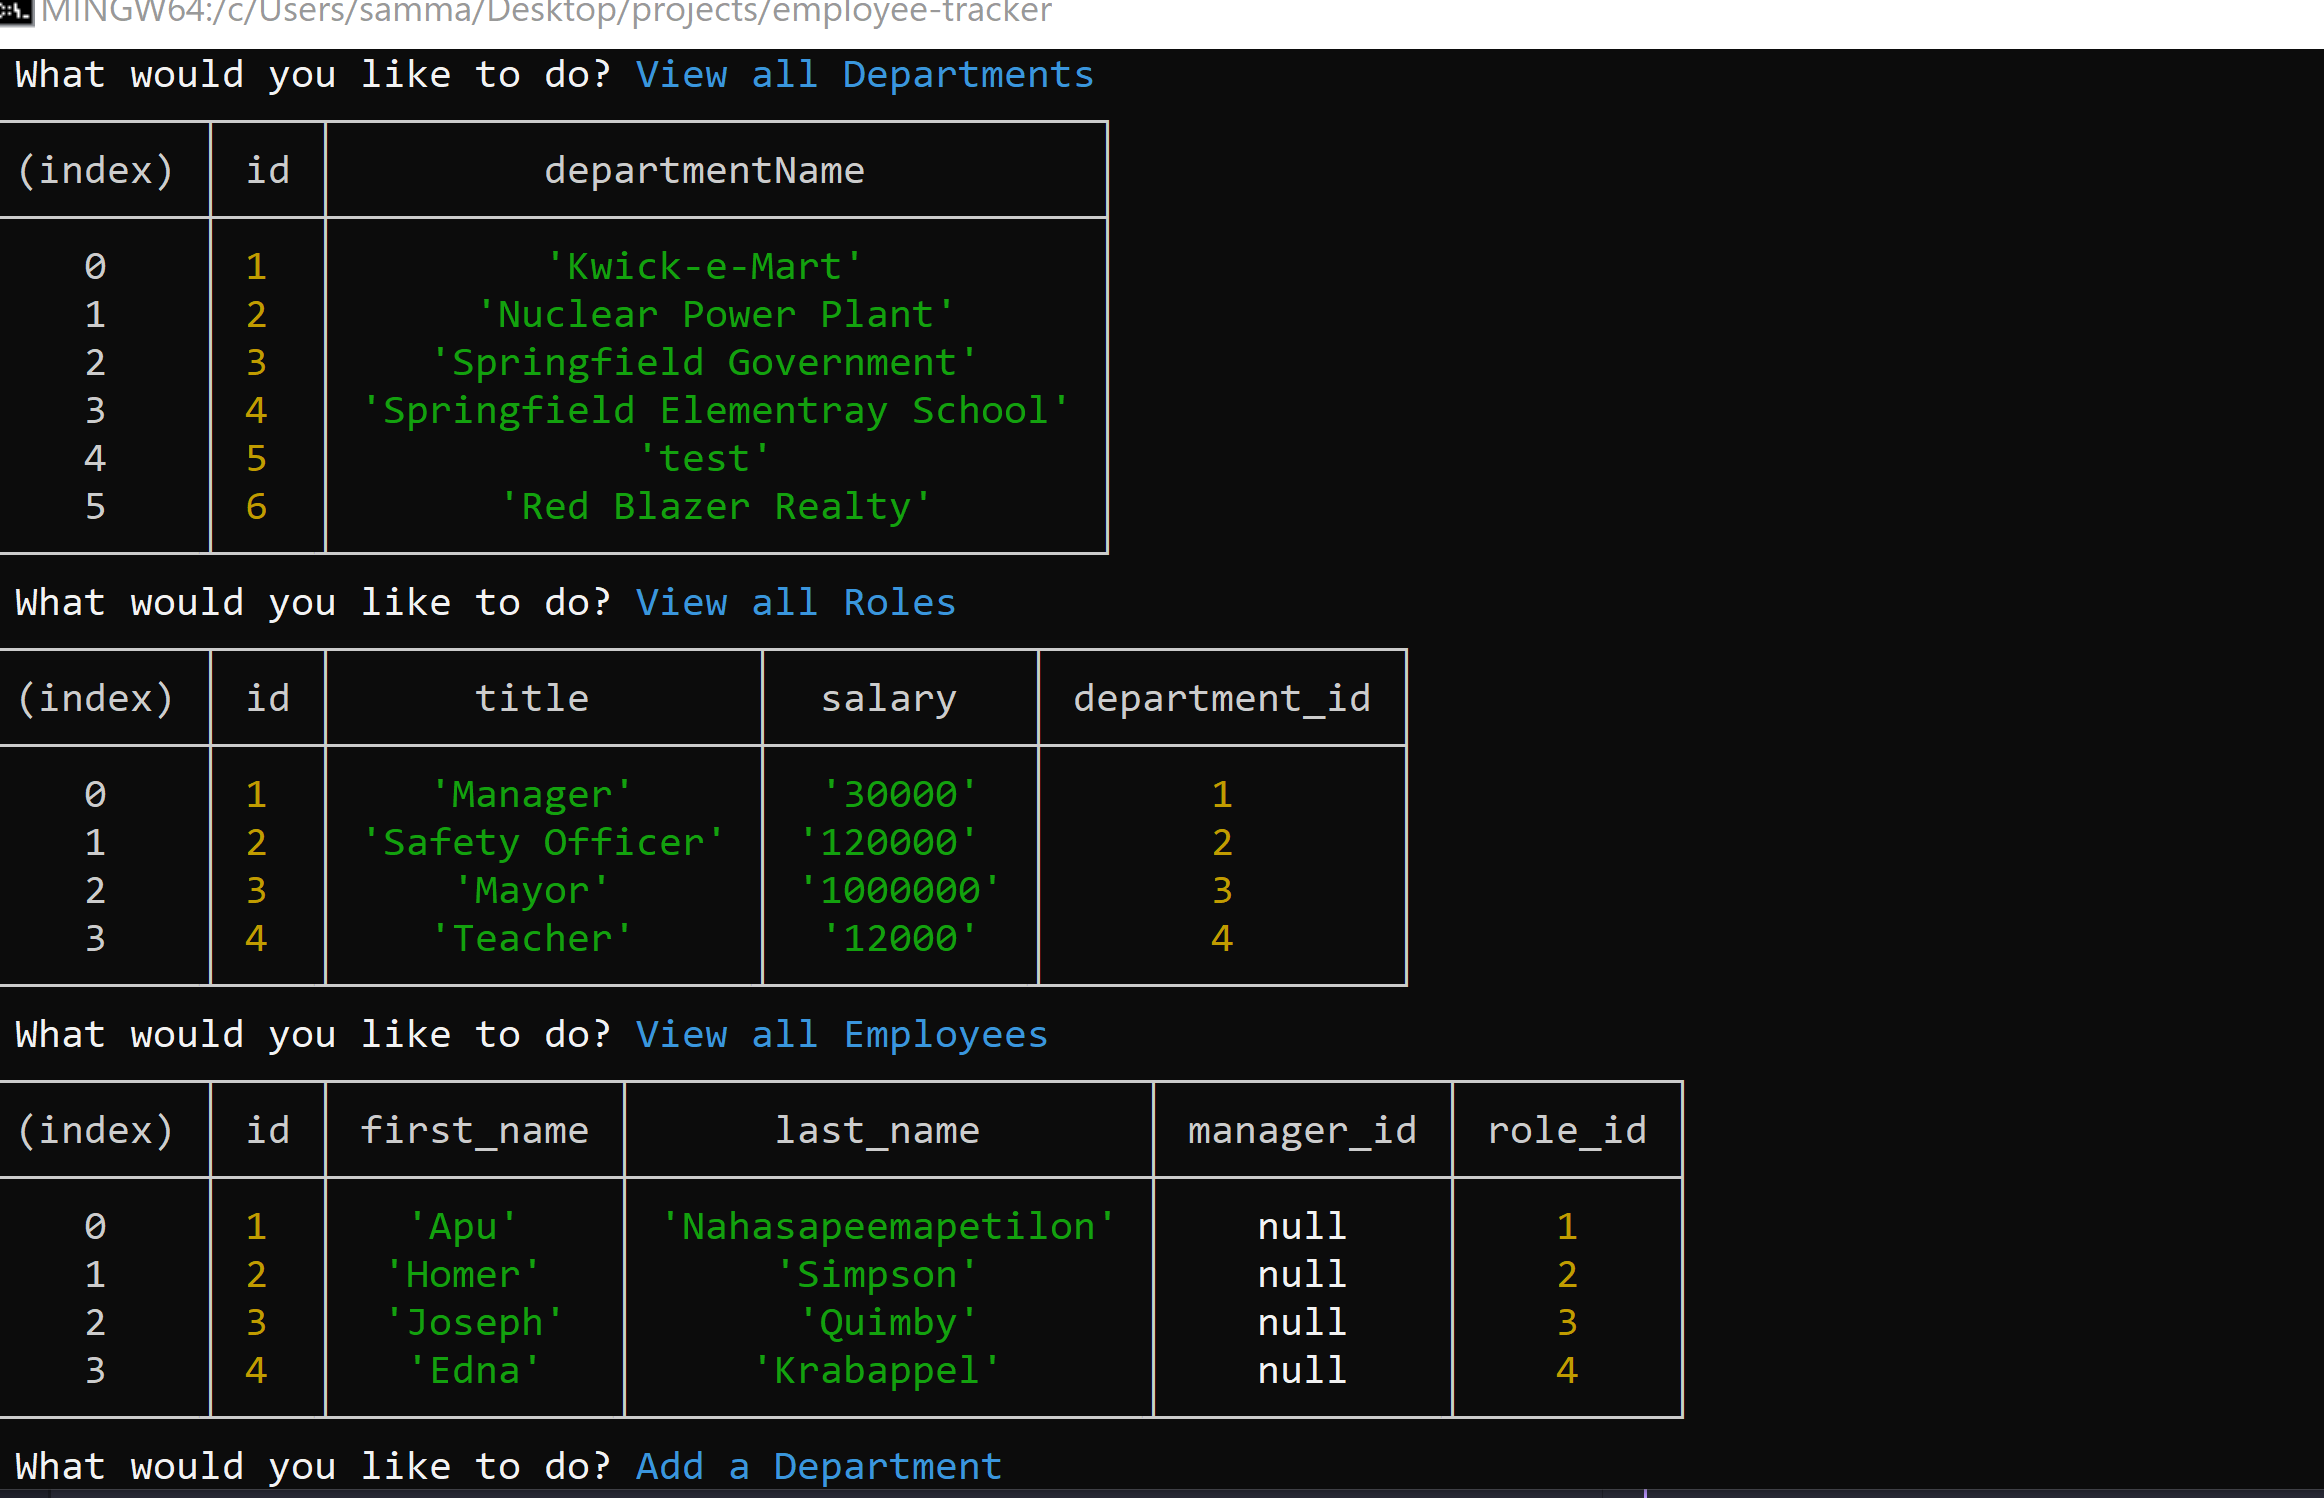 MINGW64:/c/Users/samma/Desktop/projects/employee-tracker
What would you like to do? View all Departments
(index) id departmentName
0 1 'Kwick-e-Mart'
1 2 'Nuclear Power Plant'
2 3 'Springfield Government'
3 4 'Springfield Elementray School'
4 5 'test'
5 6 'Red Blazer Realty'
What would you like to do? View all Roles
(index) id title salary department_id
0 1 'Manager' '30000' 1
1 2 'Safety Officer' '120000' 2
2 3 'Mayor' '1000000' 3
3 4 'Teacher' '12000' 4
What would you like to do? View all Employees
(index) id first_name last_name manager_id role_id
0 1 'Apu' 'Nahasapeemapetilon' null 1
1 2 'Homer' 'Simpson' null 2
2 3 'Joseph' 'Quimby' null 3
3 4 'Edna' 'Krabappel' null 4
What would you like to do? Add a Department